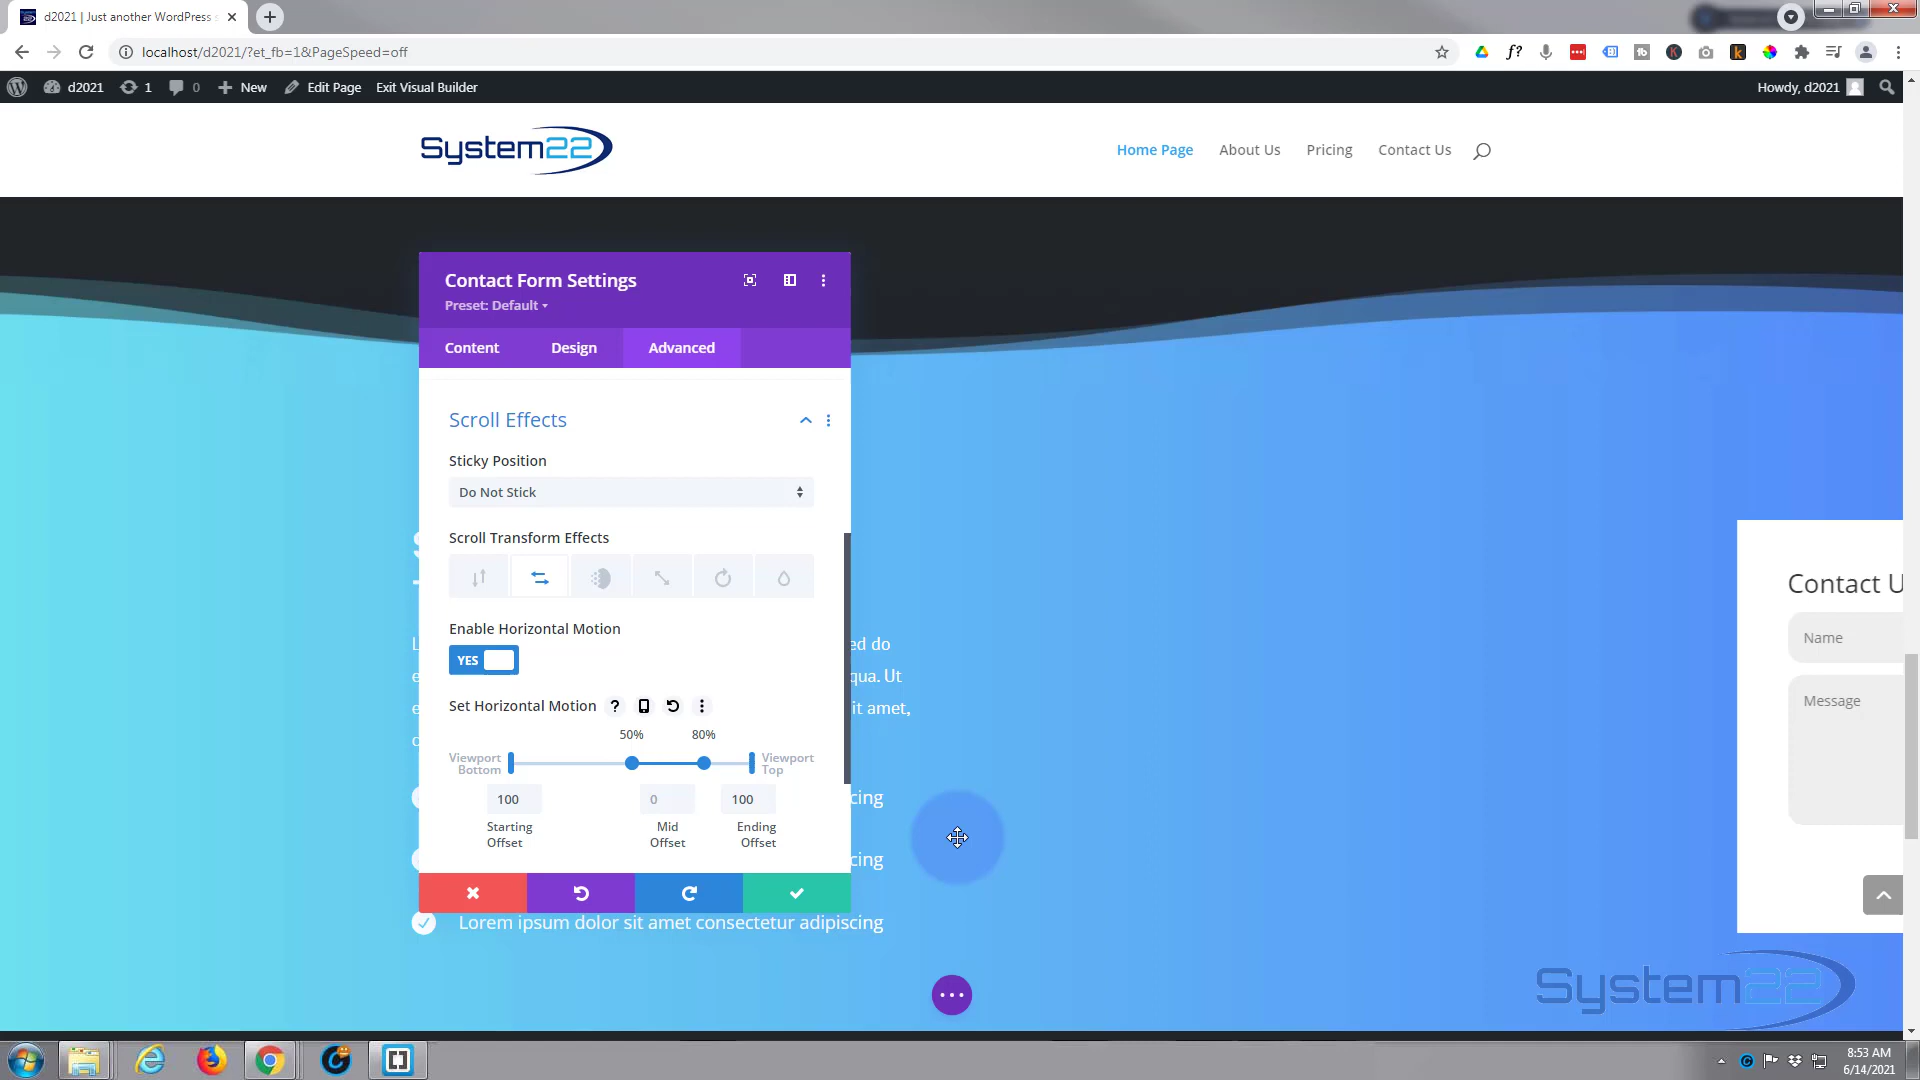 d2021 | Just another WordPress s
localhost/d2021/?et_fb=1&PageSpeed=off
d2021
1
0
New
Edit Page
Exit Visual Builder
Howdy, d2021
System22
Home Page
About Us
Pricing
Contact Us
Contact Form Settings
Preset: Default
Content
Design
Advanced
Scroll Effects
Sticky Position
Do Not Stick
Scroll Transform Effects
Enable Horizontal Motion
YES
Set Horizontal Motion
50%
80%
Viewport
Bottom
Viewport
Top
100
0
100
Starting
Offset
Mid
Offset
Ending
Offset
ed do
qua. Ut
it amet,
cing
cing
Lorem ipsum dolor sit amet consectetur adipiscing
Contact U
Name
Message
System22
8:53 AM
6/14/2021